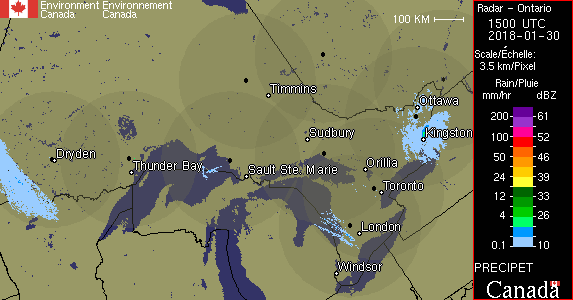 Environment Environnement
Canada Canada
100 KM
Timmins
Ottawa
Sudbury
Kingston
Dryden
Thunder Bay
Sault Ste. Marie
Orillia
Toronto
London
Windsor
Radar - Ontario
1500 UTC
2018-01-30
Scale/Échelle:
3.5 km/Pixel
Rain/Pluie
mm/hr dBZ
200 61
100 52
50 46
24 39
12 33
4 26
1 18
0.1 10
PRECIPET
Canada